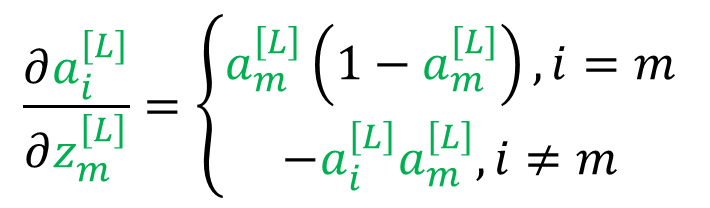 ∂a_i^{[L]} / ∂z_m^{[L]} = { a_m^{[L]} (1 − a_m^{[L]}) , i = m
−a_i^{[L]} a_m^{[L]} , i ≠ m